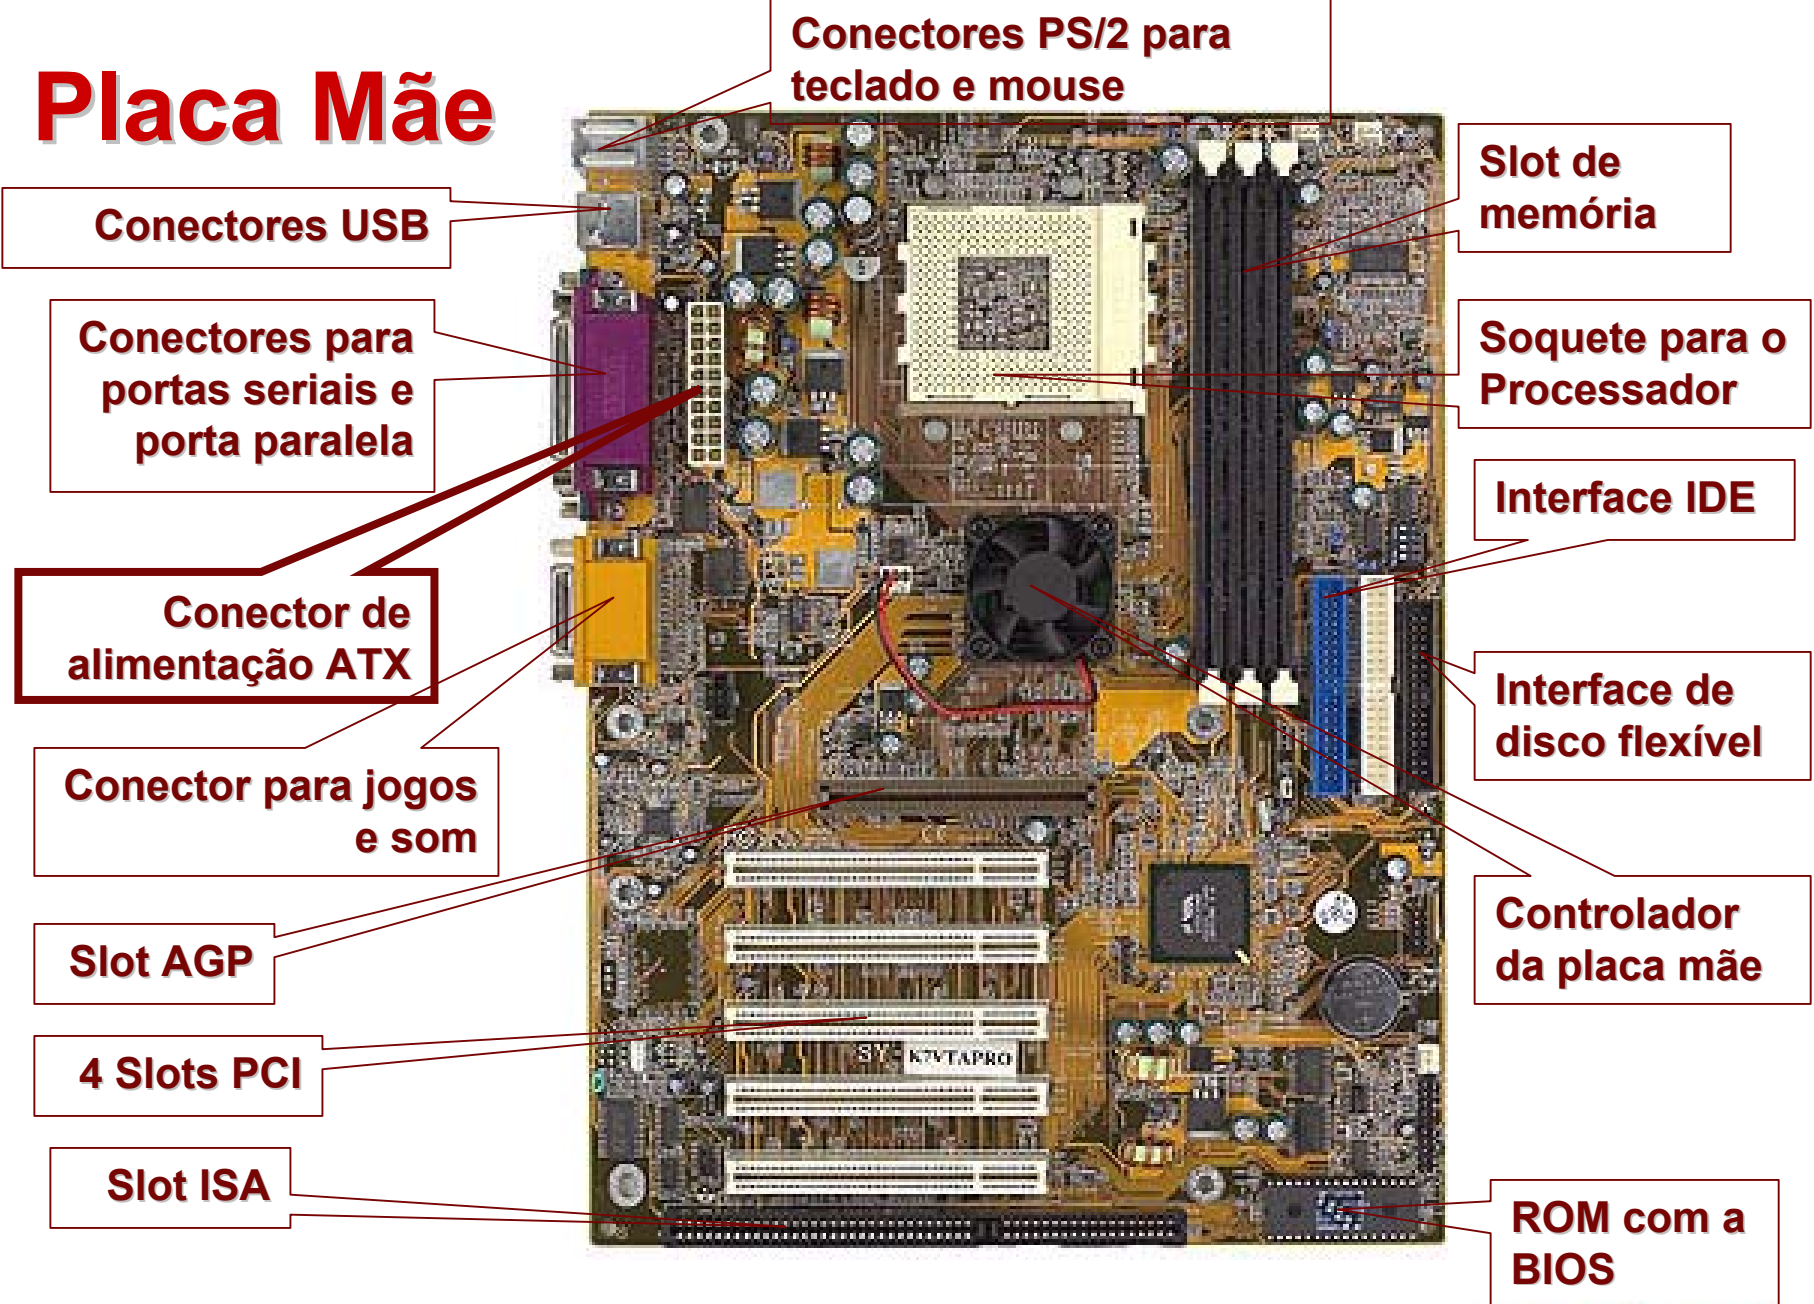 Placa Mãe
Conectores PS/2 para
teclado e mouse
Conectores USB
Conectores para
portas seriais e
porta paralela
Conector de
alimentação ATX
Conector para jogos
e som
Slot AGP
4 Slots PCI
Slot ISA
Slot de
memória
Soquete para o
Processador
Interface IDE
Interface de
disco flexível
Controlador
da placa mãe
ROM com a
BIOS
K7VTAPRO